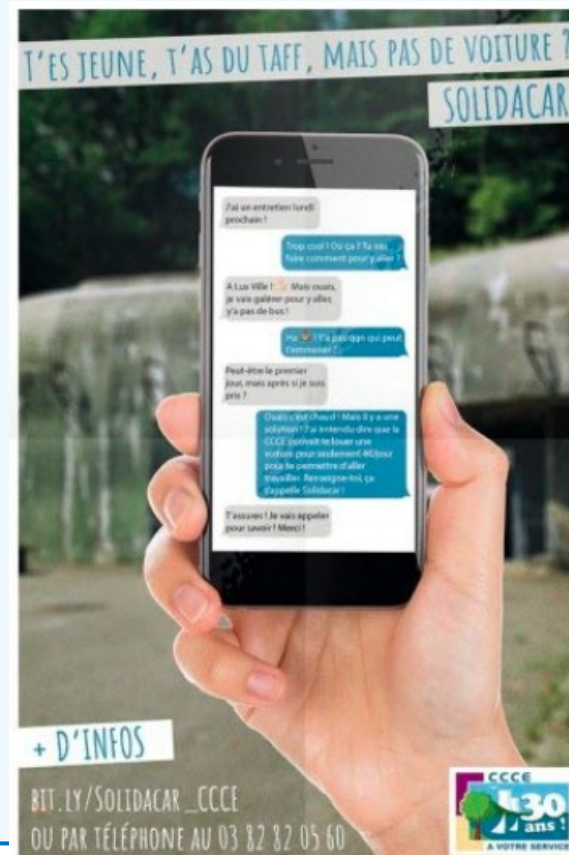 T'ES JEUNE, T'AS DU TAFF, MAIS PAS DE VOITURE ?
SOLIDACAR
J'ai un entretien lundi
prochain !
Trop cool ! Où ça ? Tu vas
faire comment pour y aller ?
A Lux Ville ! Mais ouais,
je vais galérer pour y aller,
y'a pas de bus !
Ha ! Y'a pas qqn qui peut
t'emmener ?
Peut-être le premier
jour, mais après si je suis
pris ?
Ouais c'est chaud ! Mais il y a une
solution ! J'ai entendu dire que la
CCCE pouvait te louer une
voiture pour seulement 4€/jour
pour te permettre d'aller
travailler. Renseigne-toi, ça
s'appelle Solidacar !
T'assures ! Je vais appeler
pour savoir ! Merci !
+ D'INFOS
BIT.LY/SOLIDACAR_CCCE
OU PAR TÉLÉPHONE AU 03 82 82 05 60
CCCE
30
ans !
A VOTRE SERVICE